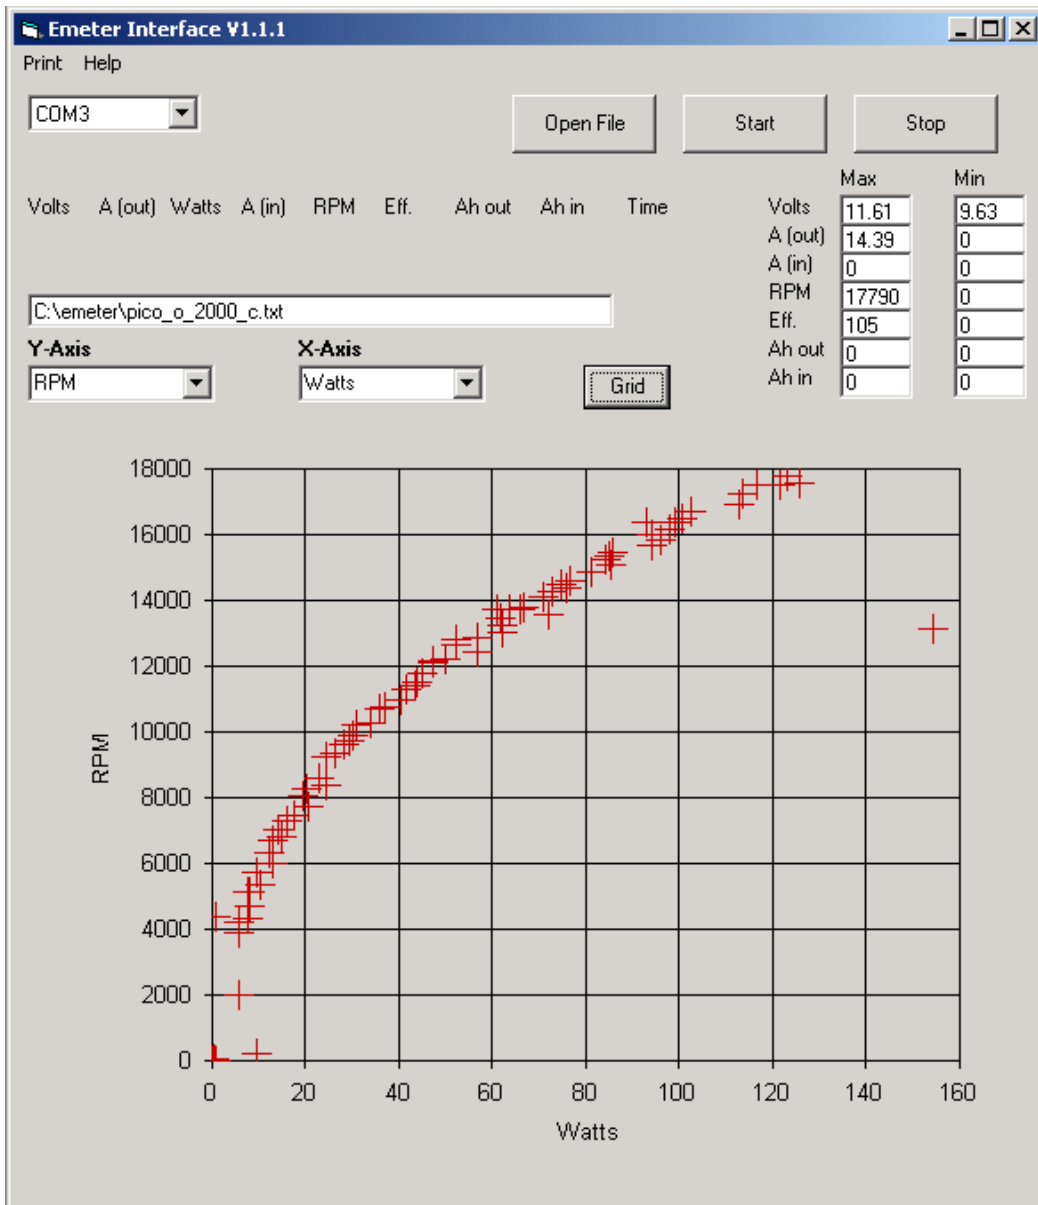 Emeter Interface V1.1.1
Print Help
COM3
Open File Start Stop
Max Min
Volts A (out) Watts A (in) RPM Eff. Ah out Ah in Time
Volts 11.61 9.63
A (out) 14.39 0
A (in) 0 0
RPM 17790 0
Eff. 105 0
Ah out 0 0
Ah in 0 0
C:\emeter\pico_o_2000_c.txt
Y-Axis X-Axis
RPM Watts Grid
18000
16000
14000
12000
10000
8000
6000
4000
2000
0
RPM
0 20 40 60 80 100 120 140 160
Watts